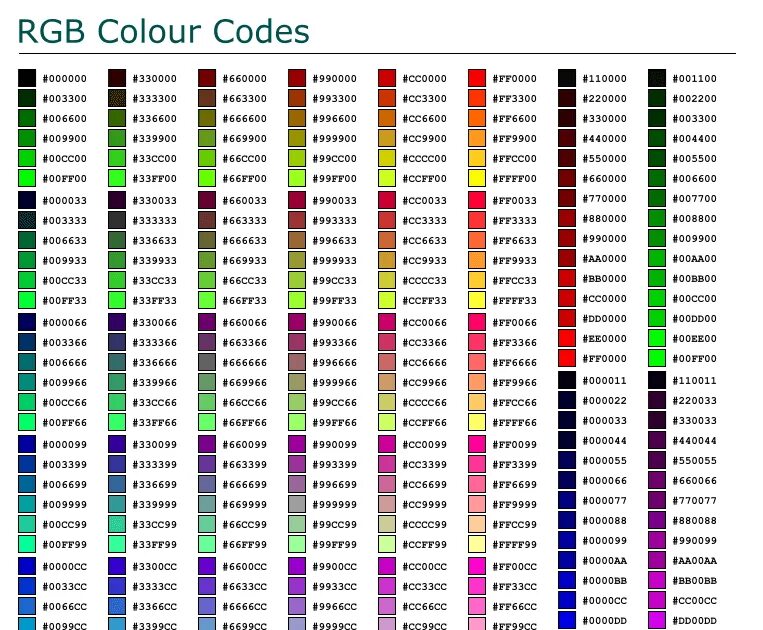 RGB Colour Codes
#000000 #330000 #660000 #990000 #CC0000 #FF0000 #110000 #001100
#003300 #333300 #663300 #993300 #CC3300 #FF3300 #220000 #002200
#006600 #336600 #666600 #996600 #CC6600 #FF6600 #330000 #003300
#009900 #339900 #669900 #999900 #CC9900 #FF9900 #440000 #004400
#00CC00 #33CC00 #66CC00 #99CC00 #CCCC00 #FFCC00 #550000 #005500
#00FF00 #33FF00 #66FF00 #99FF00 #CCFF00 #FFFF00 #660000 #006600
#000033 #330033 #660033 #990033 #CC0033 #FF0033 #770000 #007700
#003333 #333333 #663333 #993333 #CC3333 #FF3333 #880000 #008800
#006633 #336633 #666633 #996633 #CC6633 #FF6633 #990000 #009900
#009933 #339933 #669933 #999933 #CC9933 #FF9933 #AA0000 #00AA00
#00CC33 #33CC33 #66CC33 #99CC33 #CCCC33 #FFCC33 #BB0000 #00BB00
#00FF33 #33FF33 #66FF33 #99FF33 #CCFF33 #FFFF33 #CC0000 #00CC00
#000066 #330066 #660066 #990066 #CC0066 #FF0066 #DD0000 #00DD00
#003366 #333366 #663366 #993366 #CC3366 #FF3366 #EE0000 #00EE00
#006666 #336666 #666666 #996666 #CC6666 #FF6666 #FF0000 #00FF00
#009966 #339966 #669966 #999966 #CC9966 #FF9966 #000011 #110011
#00CC66 #33CC66 #66CC66 #99CC66 #CCCC66 #FFCC66 #000022 #220033
#00FF66 #33FF66 #66FF66 #99FF66 #CCFF66 #FFFF66 #000033 #330033
#000099 #330099 #660099 #990099 #CC0099 #FF0099 #000044 #440044
#003399 #333399 #663399 #993399 #CC3399 #FF3399 #000055 #550055
#006699 #336699 #666699 #996699 #CC6699 #FF6699 #000066 #660066
#009999 #339999 #669999 #999999 #CC9999 #FF9999 #000077 #770077
#00CC99 #33CC99 #66CC99 #99CC99 #CCCC99 #FFCC99 #000088 #880088
#00FF99 #33FF99 #66FF99 #99FF99 #CCFF99 #FFFF99 #000099 #990099
#0000CC #3300CC #6600CC #9900CC #CC00CC #FF00CC #0000AA #AA00AA
#0033CC #3333CC #6633CC #9933CC #CC33CC #FF33CC #0000BB #BB00BB
#0066CC #3366CC #6666CC #9966CC #CC66CC #FF66CC #0000CC #CC00CC
#0099CC #3399CC #6699CC #9999CC #CC99CC #FF99CC #0000DD #DD00DD